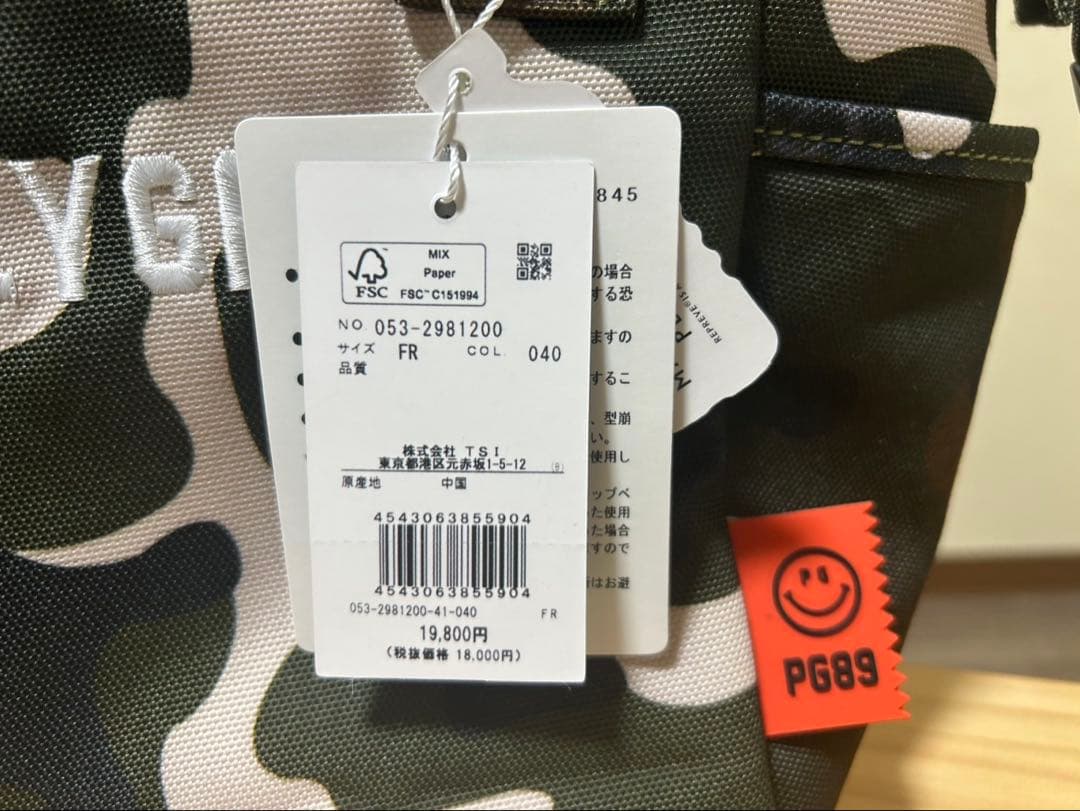 LYG
845
MIX
Paper
FSC
FSC™ C151994
NO. 053-2981200
サイズ FR COL. 040
品質
株式会社 TSI
東京都港区元赤坂1-5-12
原産地 中国
4543063855904
4543063855904
053-2981200-41-040 FR
19,800円
(税抜価格 18,000円)
の場合
する恐
ますの
するこ
、型崩
い。
使用し
ップベ
た使用
た場合
すので
はお避
REPREVE
PG89